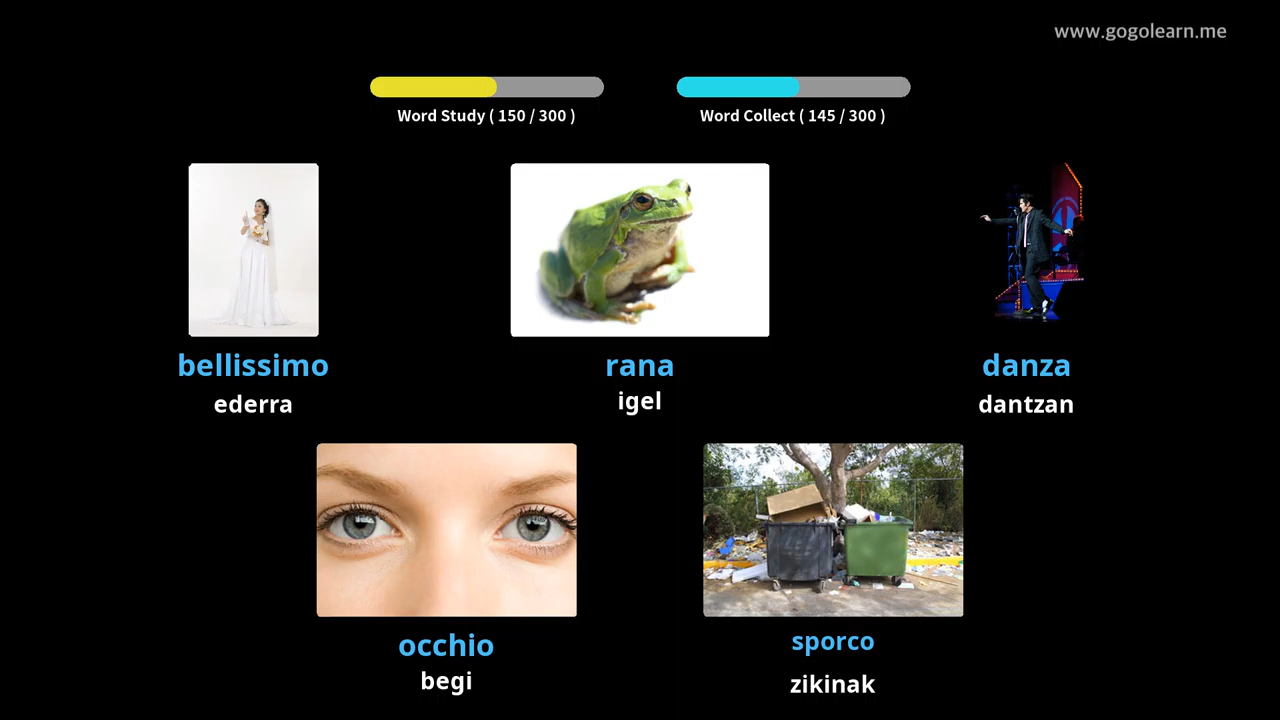 www.gogolearn.me
Word Study ( 150 / 300 )
Word Collect ( 145 / 300 )
bellissimo
ederra
rana
igel
danza
dantzan
occhio
begi
sporco
zikinak